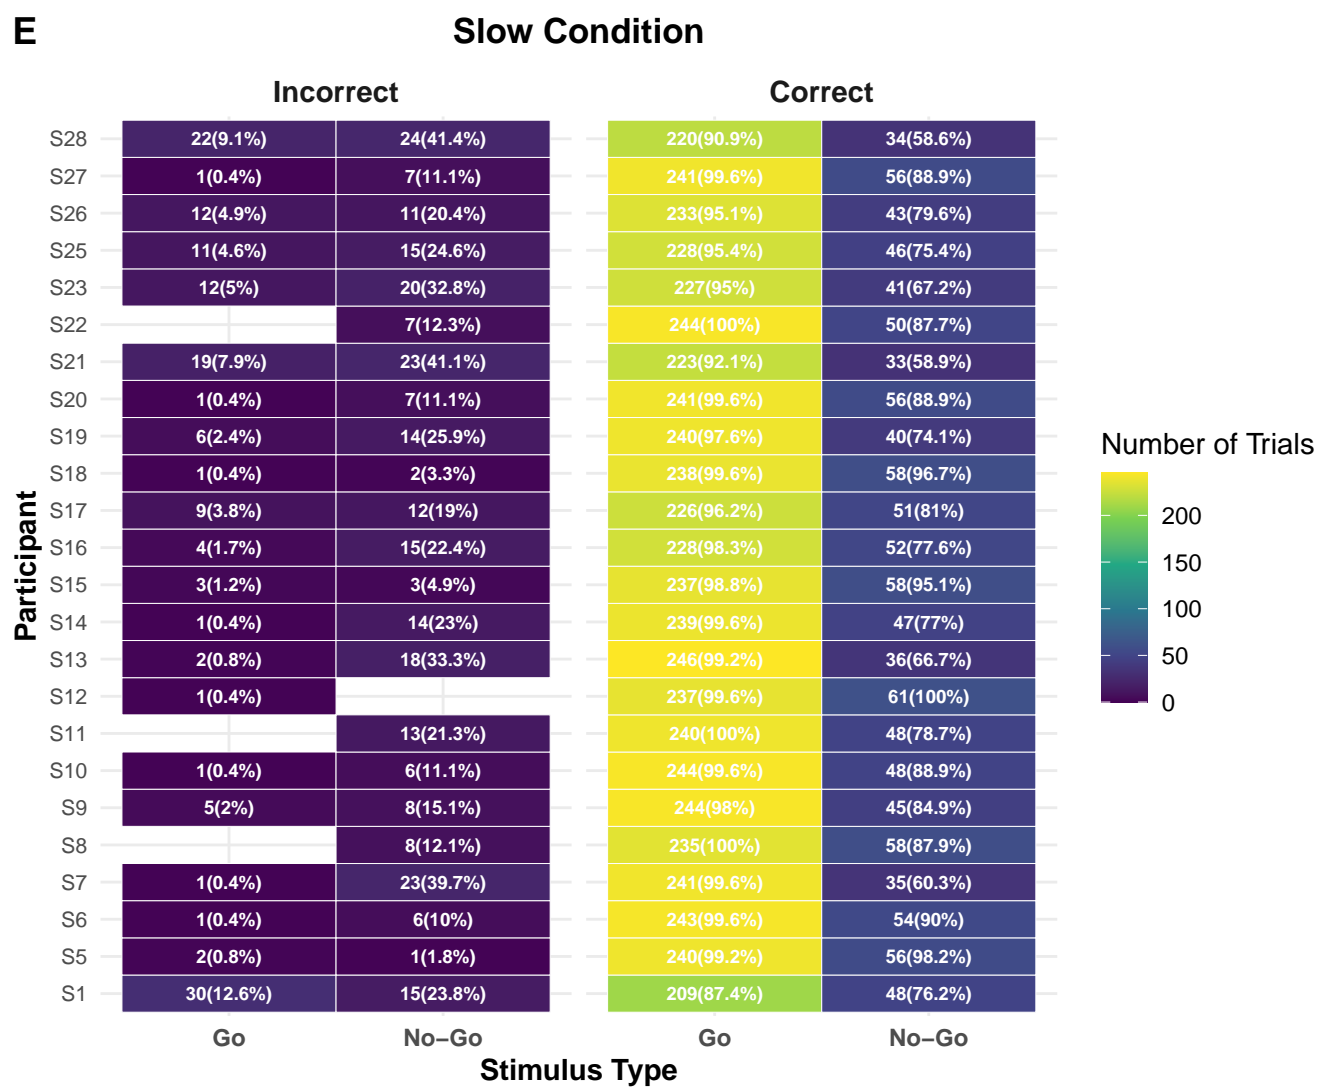 E
Slow Condition
Incorrect Correct
S28 22(9.1%) 24(41.4%) 220(90.9%) 34(58.6%)
S27 1(0.4%) 7(11.1%) 241(99.6%) 56(88.9%)
S26 12(4.9%) 11(20.4%) 233(95.1%) 43(79.6%)
S25 11(4.6%) 15(24.6%) 228(95.4%) 46(75.4%)
S23 12(5%) 20(32.8%) 227(95%) 41(67.2%)
S22 7(12.3%) 244(100%) 50(87.7%)
S21 19(7.9%) 23(41.1%) 223(92.1%) 33(58.9%)
S20 1(0.4%) 7(11.1%) 241(99.6%) 56(88.9%)
S19 6(2.4%) 14(25.9%) 240(97.6%) 40(74.1%)
S18 1(0.4%) 2(3.3%) 238(99.6%) 58(96.7%)
S17 9(3.8%) 12(19%) 226(96.2%) 51(81%)
S16 4(1.7%) 15(22.4%) 228(98.3%) 52(77.6%)
S15 3(1.2%) 3(4.9%) 237(98.8%) 58(95.1%)
S14 1(0.4%) 14(23%) 239(99.6%) 47(77%)
S13 2(0.8%) 18(33.3%) 246(99.2%) 36(66.7%)
S12 1(0.4%) 237(99.6%) 61(100%)
S11 13(21.3%) 240(100%) 48(78.7%)
S10 1(0.4%) 6(11.1%) 244(99.6%) 48(88.9%)
S9 5(2%) 8(15.1%) 244(98%) 45(84.9%)
S8 8(12.1%) 235(100%) 58(87.9%)
S7 1(0.4%) 23(39.7%) 241(99.6%) 35(60.3%)
S6 1(0.4%) 6(10%) 243(99.6%) 54(90%)
S5 2(0.8%) 1(1.8%) 240(99.2%) 56(98.2%)
S1 30(12.6%) 15(23.8%) 209(87.4%) 48(76.2%)
Go No−Go Go No−Go
Stimulus Type
Participant
Number of Trials
200
150
100
50
0